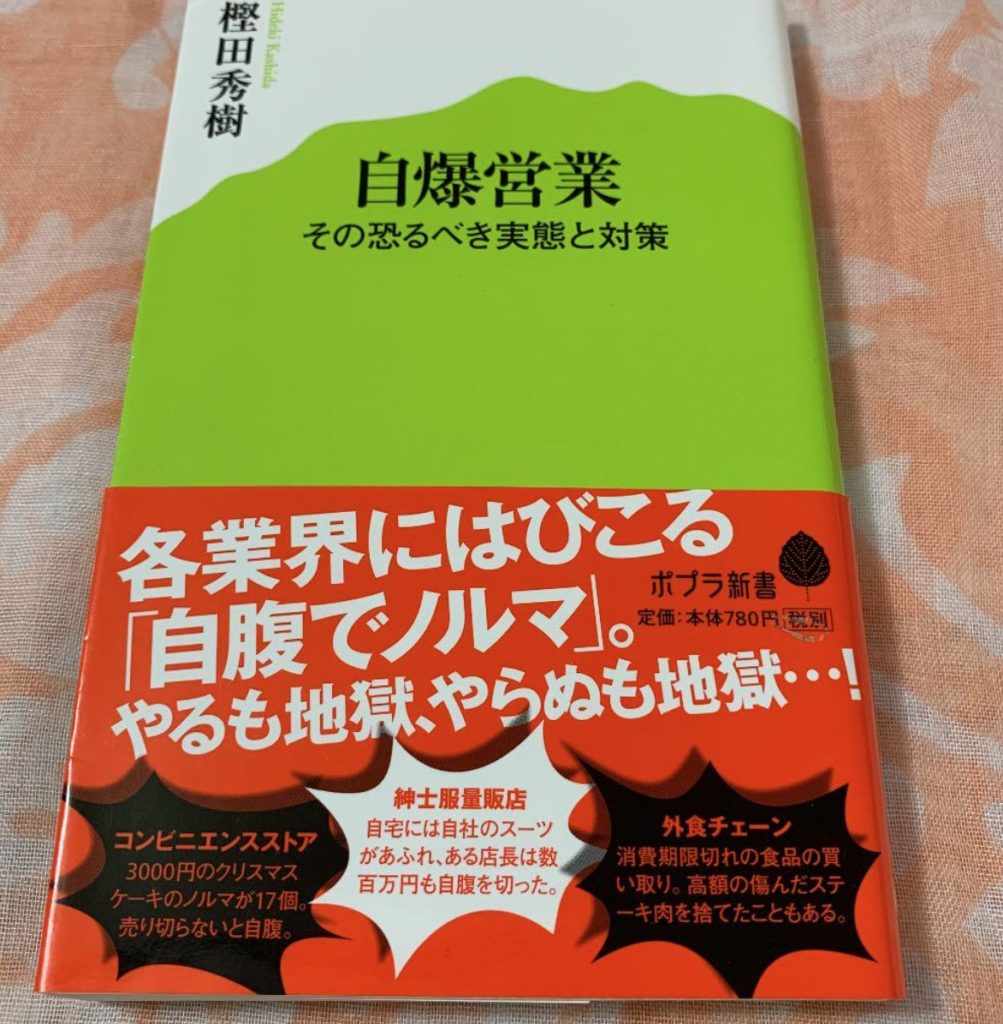 樫田秀樹
Hideki Kashida
自爆営業
その恐るべき実態と対策
各業界にはびこる
「自腹でノルマ」。
やるも地獄、やらぬも地獄…!
ポプラ新書
定価:本体780円 税別
コンビニエンスストア
3000円のクリスマス
ケーキのノルマが17個。
売り切らないと自腹。
紳士服量販店
自宅には自社のスーツ
があふれ、ある店長は数
百万円も自腹を切った。
外食チェーン
消費期限切れの食品の買
い取り。高額の傷んだステ
ーキ肉を捨てたこともある。